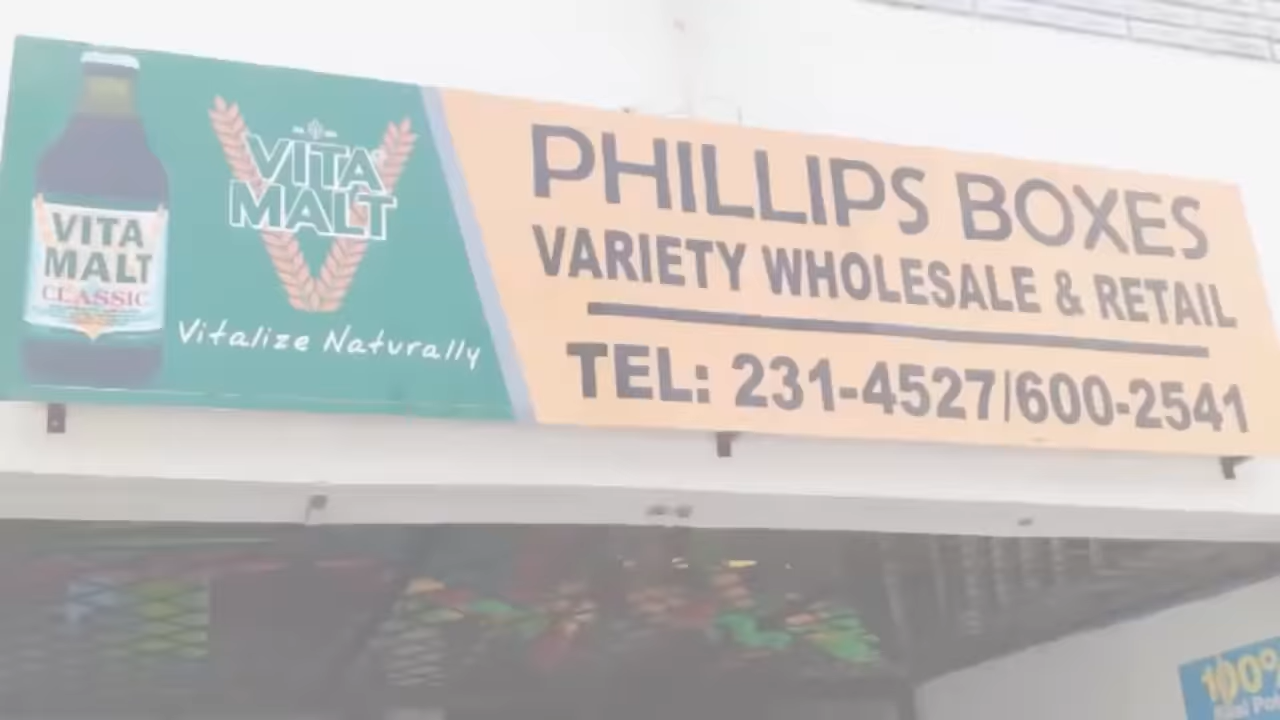 VITA
MALT
CLASSIC
VITA
MALT
Vitalize Naturally
PHILLIPS BOXES
VARIETY WHOLESALE & RETAIL
TEL: 231-4527/600-2541
100%